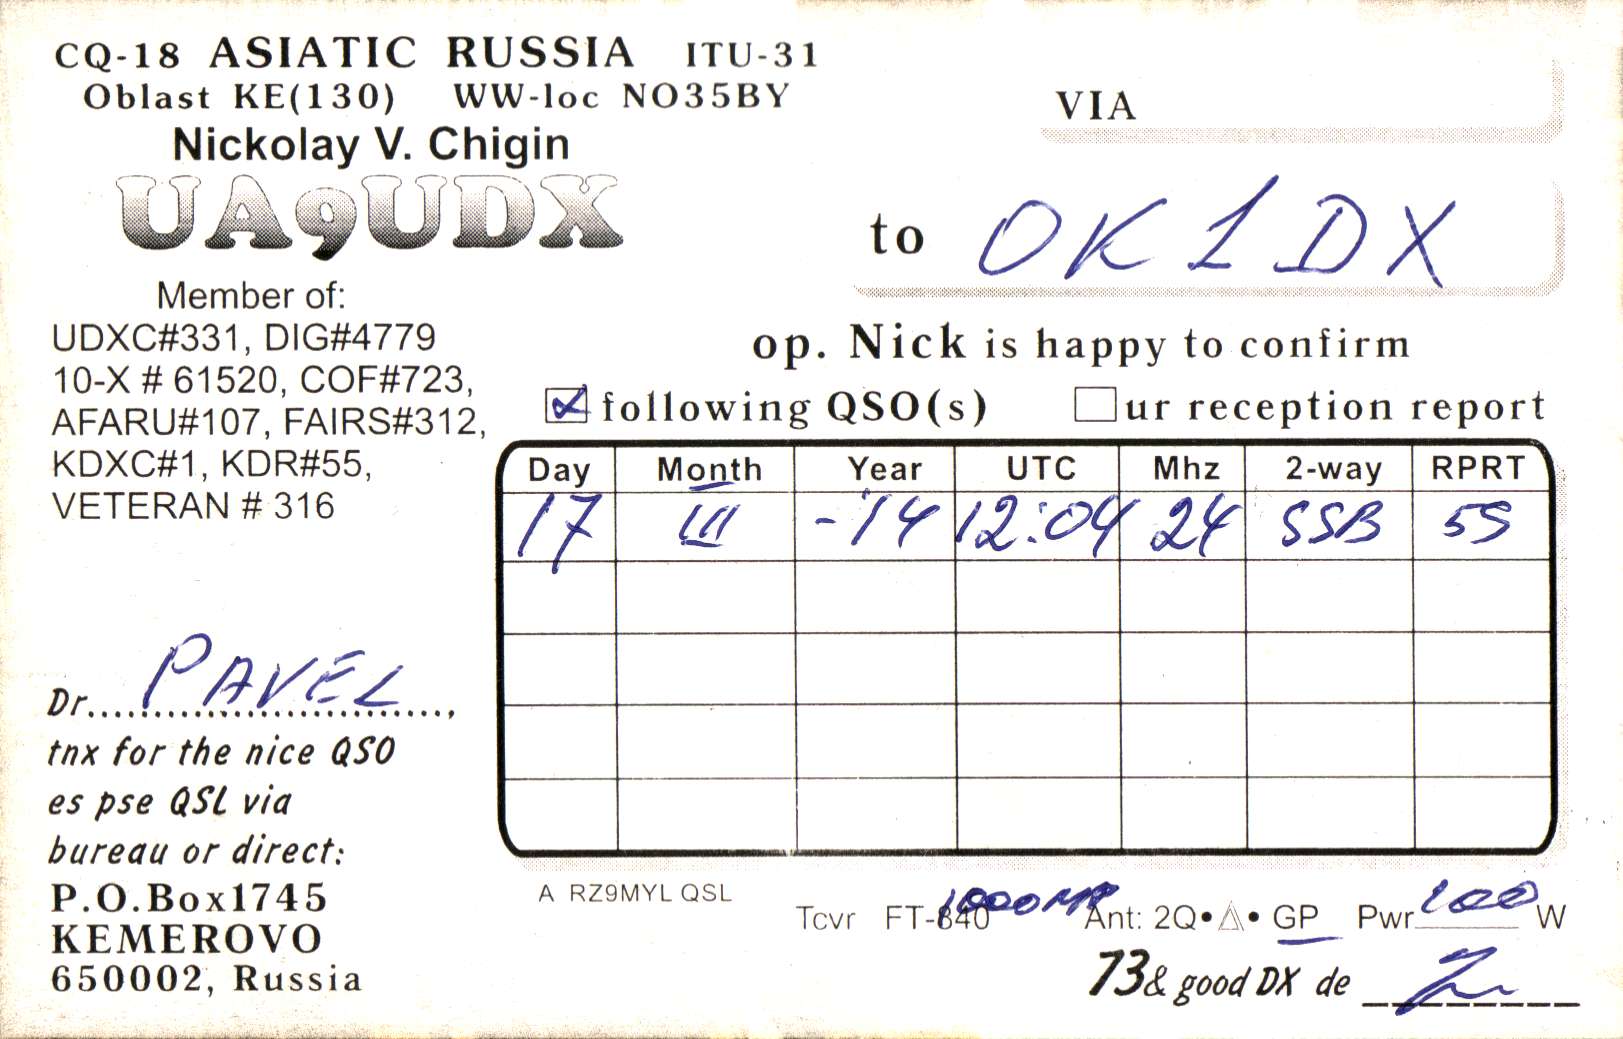 CQ-18 ASIATIC RUSSIA ITU-31
Oblast KE(130) WW-loc NO35BY
Nickolay V. Chigin
UA9UDX
Member of:
UDXC#331, DIG#4779
10-X # 61520, COF#723,
AFARU#107, FAIRS#312,
KDXC#1, KDR#55,
VETERAN # 316
VIA
to OK1DX
op. Nick is happy to confirm
following QSO(s) ur reception report
Day Month Year UTC Mhz 2-way RPRT
17 III -'14 12:04 24 SSB 59
Dr. PAVEL,
tnx for the nice QSO
es pse QSL via
bureau or direct:
P.O.Box1745
KEMEROVO
650002, Russia
A RZ9MYL QSL
Tcvr FT-840 1000MP Ant: 2Q•△• GP Pwr 100 W
73 & good DX de